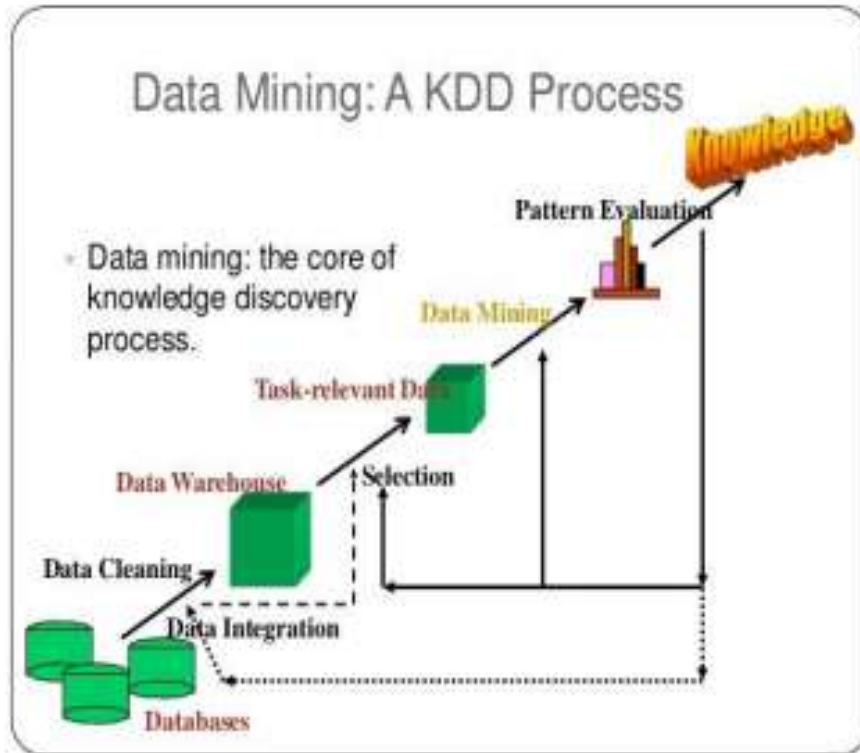 Data Mining: A KDD Process
Knowledge
Pattern Evaluation
• Data mining: the core of
knowledge discovery
process.
Data Mining
Task-relevant Data
Data Warehouse
Selection
Data Cleaning
Data Integration
Databases